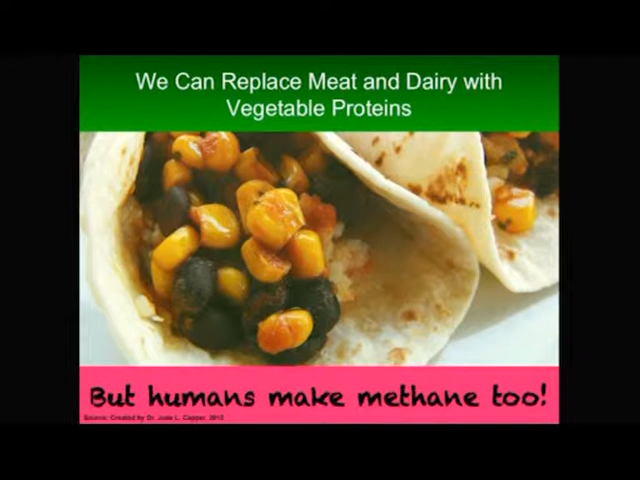 We Can Replace Meat and Dairy with
Vegetable Proteins
But humans make methane too!
Source: Created by Dr. Jude L. Capper, 2012